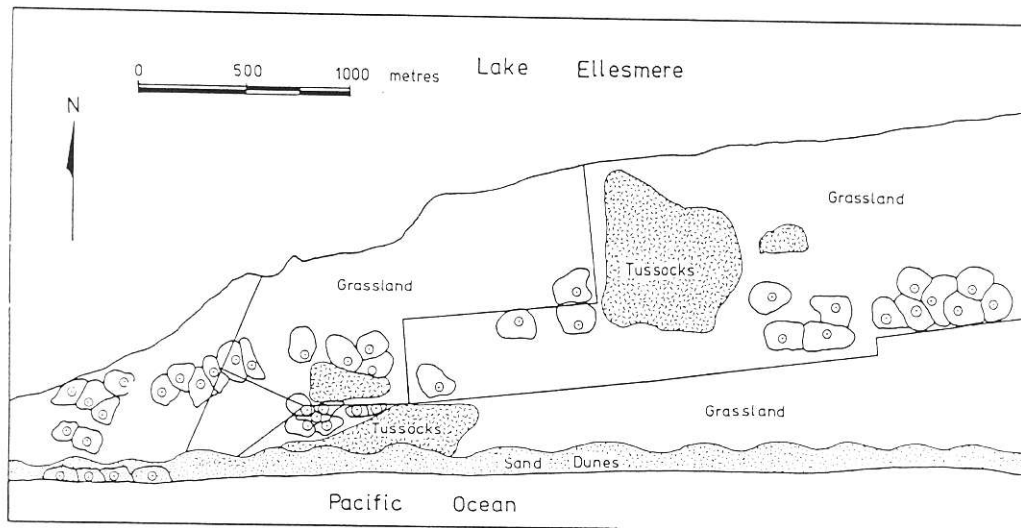 0 500 1000 metres
Lake Ellesmere
N
Grassland
Tussocks
Grassland
Grassland
Tussocks
Sand Dunes
Pacific Ocean